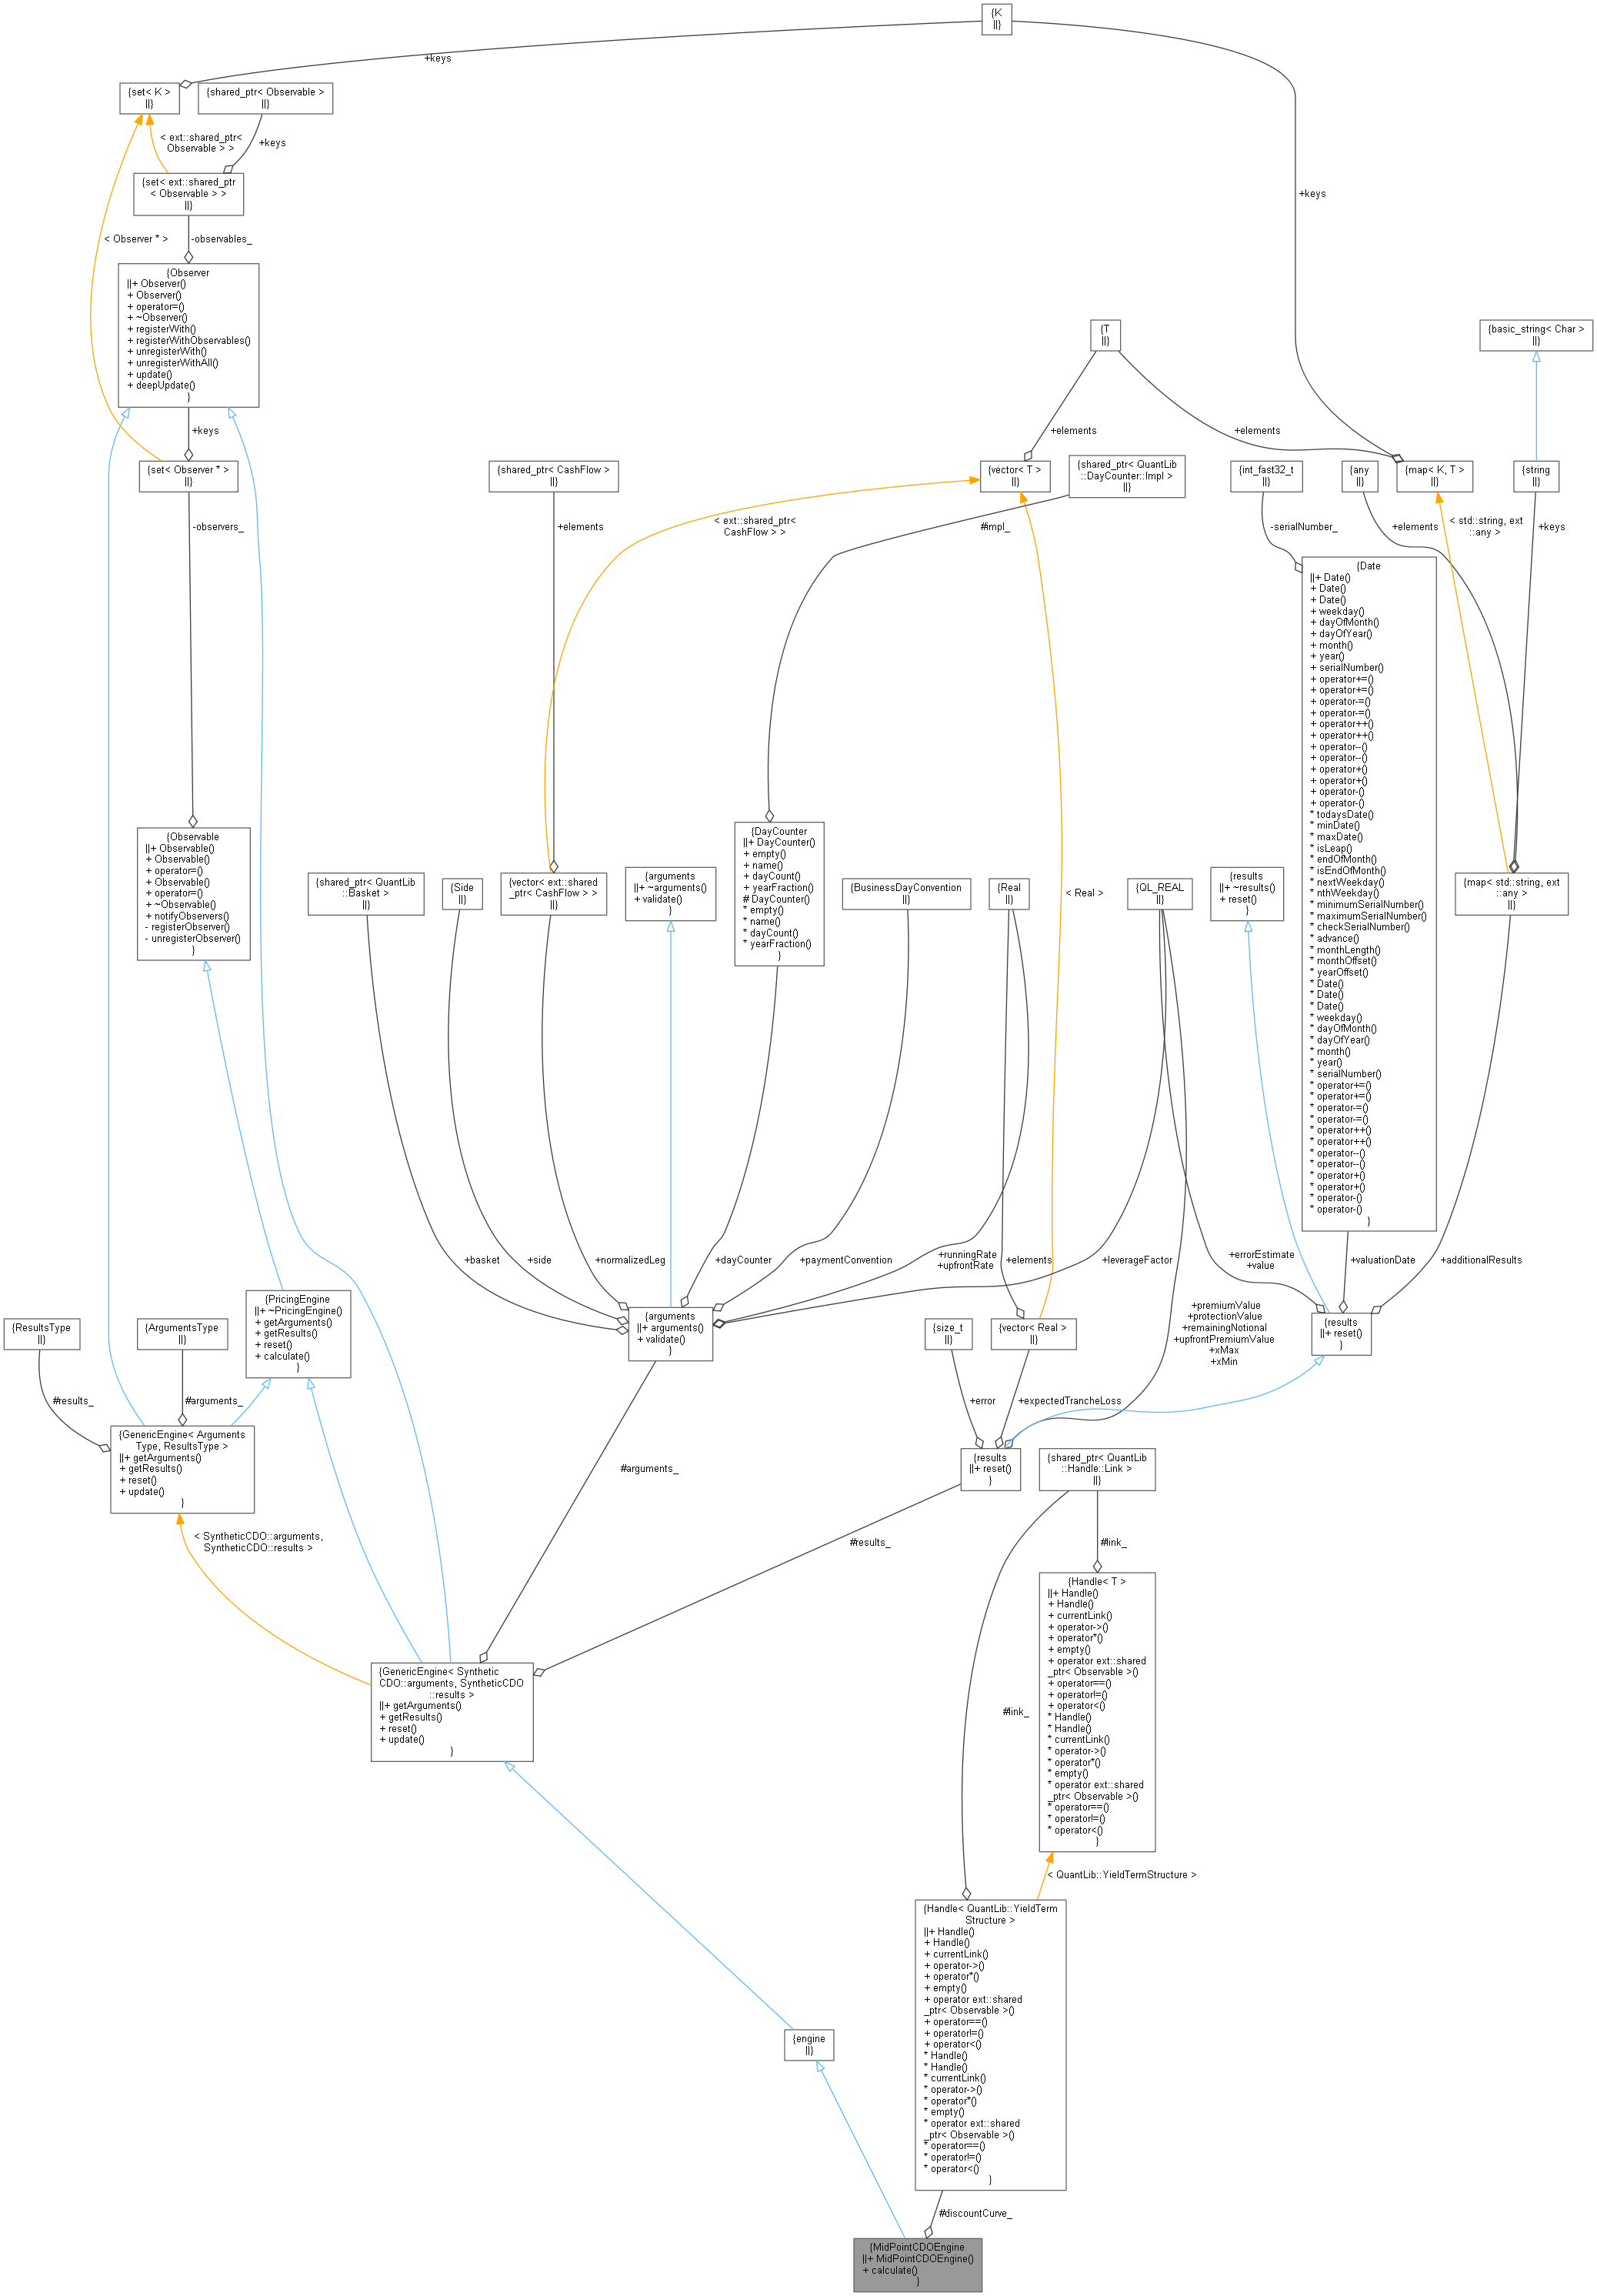 {K
||}
+keys
{set< K >
||}
{shared_ptr< Observable >
||}
< ext::shared_ptr<
Observable > >
+keys
{set< ext::shared_ptr
< Observable > >
||}
+keys
< Observer * >
-observables_
{Observer
||+ Observer()
+ Observer()
+ operator=()
+ ~Observer()
+ registerWith()
+ registerWithObservables()
+ unregisterWith()
+ unregisterWithAll()
+ update()
+ deepUpdate()
}
{T
||}
{basic_string< Char >
||}
+keys
+elements
+elements
{set< Observer * >
||}
{shared_ptr< CashFlow >
||}
{vector< T >
||}
{shared_ptr< QuantLib
::DayCounter::Impl >
||}
{int_fast32_t
||}
{any
||}
{map< K, T >
||}
{string
||}
-observers_
+elements
< ext::shared_ptr<
CashFlow > >
#impl_
-serialNumber_
+elements
< std::string, ext
::any >
+keys
{Date
||+ Date()
+ Date()
+ Date()
+ weekday()
+ dayOfMonth()
+ dayOfYear()
+ month()
+ year()
+ serialNumber()
+ operator+=()
+ operator+=()
+ operator-=()
+ operator-=()
+ operator++()
+ operator++()
+ operator--()
+ operator--()
+ operator+()
+ operator+()
+ operator-()
+ operator-()
* todaysDate()
* minDate()
* maxDate()
* isLeap()
* endOfMonth()
* isEndOfMonth()
* nextWeekday()
* nthWeekday()
* minimumSerialNumber()
* maximumSerialNumber()
* checkSerialNumber()
* advance()
* monthLength()
* monthOffset()
* yearOffset()
* Date()
* Date()
* Date()
* weekday()
* dayOfMonth()
* dayOfYear()
* month()
* year()
* serialNumber()
* operator+=()
* operator+=()
* operator-=()
* operator-=()
* operator++()
* operator++()
* operator--()
* operator--()
* operator+()
* operator+()
* operator-()
* operator-()
}
{Observable
||+ Observable()
+ Observable()
+ operator=()
+ Observable()
+ operator=()
+ ~Observable()
+ notifyObservers()
- registerObserver()
- unregisterObserver()
}
{shared_ptr< QuantLib
::Basket >
||}
{Side
||}
{vector< ext::shared
_ptr< CashFlow > >
||}
{arguments
||+ ~arguments()
+ validate()
}
{DayCounter
||+ DayCounter()
+ empty()
+ name()
+ dayCount()
+ yearFraction()
# DayCounter()
* empty()
* name()
* dayCount()
* yearFraction()
}
{BusinessDayConvention
||}
{Real
||}
< Real >
{QL_REAL
||}
{results
||+ ~results()
+ reset()
}
{map< std::string, ext
::any >
||}
+basket
+side
+normalizedLeg
+dayCounter
+paymentConvention
+runningRate
+upfrontRate
+elements
+leverageFactor
+errorEstimate
+value
+valuationDate
+additionalResults
{PricingEngine
||+ ~PricingEngine()
+ getArguments()
+ getResults()
+ reset()
+ calculate()
}
{ResultsType
||}
{ArgumentsType
||}
{arguments
||+ arguments()
+ validate()
}
{size_t
||}
{vector< Real >
||}
+premiumValue
+protectionValue
+remainingNotional
+upfrontPremiumValue
+xMax
+xMin
{results
||+ reset()
}
#results_
#arguments_
+error
+expectedTrancheLoss
{GenericEngine< Arguments
Type, ResultsType >
||+ getArguments()
+ getResults()
+ reset()
+ update()
}
#arguments_
{results
||+ reset()
}
{shared_ptr< QuantLib
::Handle::Link >
||}
< SyntheticCDO::arguments,
SyntheticCDO::results >
#results_
#link_
{Handle< T >
||+ Handle()
+ Handle()
+ currentLink()
+ operator->()
+ operator*()
+ empty()
+ operator ext::shared
_ptr< Observable >()
+ operator==()
+ operator!=()
+ operator<()
* Handle()
* Handle()
* currentLink()
* operator->()
* operator*()
* empty()
* operator ext::shared
_ptr< Observable >()
* operator==()
* operator!=()
* operator<()
}
{GenericEngine< Synthetic
CDO::arguments, SyntheticCDO
::results >
||+ getArguments()
+ getResults()
+ reset()
+ update()
}
#link_
< QuantLib::YieldTermStructure >
{Handle< QuantLib::YieldTerm
Structure >
||+ Handle()
+ Handle()
+ currentLink()
+ operator->()
+ operator*()
+ empty()
+ operator ext::shared
_ptr< Observable >()
+ operator==()
+ operator!=()
+ operator<()
* Handle()
* Handle()
* currentLink()
* operator->()
* operator*()
* empty()
* operator ext::shared
_ptr< Observable >()
* operator==()
* operator!=()
* operator<()
}
{engine
||}
#discountCurve_
{MidPointCDOEngine
||+ MidPointCDOEngine()
+ calculate()
}